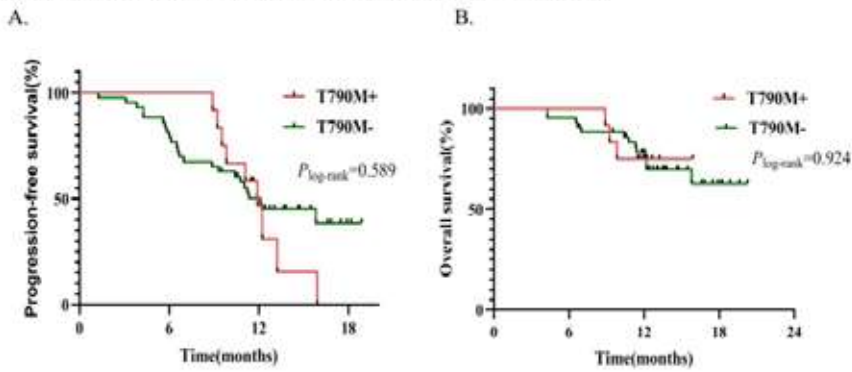 A.
Progression-free survival(%)
100
50
0
0 6 12 18
Time(months)
T790M+
T790M-
Plog-rank=0.589
B.
Overall survival(%)
100
50
0
0 6 12 18 24
Time(months)
T790M+
T790M-
Plog-rank=0.924